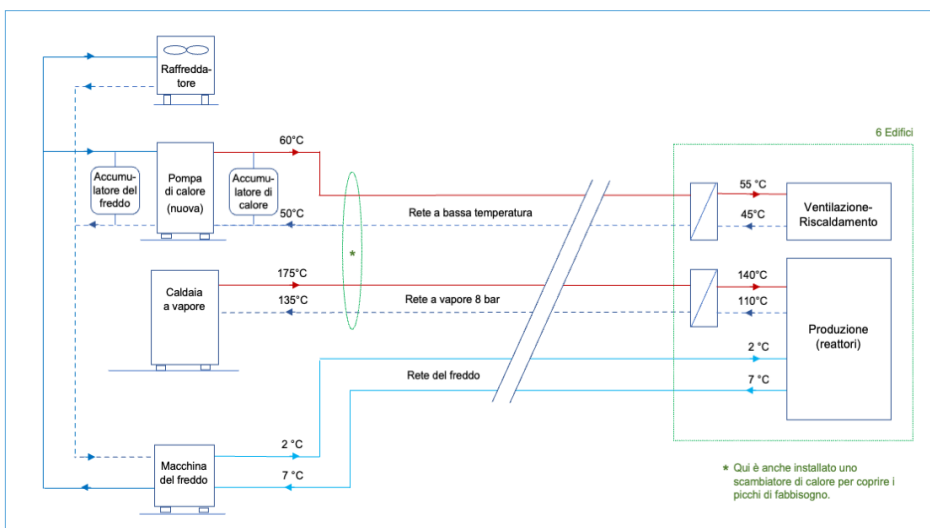 Raffredda-
tore
6 Edifici
60°C
Accumu-
latore del
freddo
Pompa
di calore
(nuova)
Accumu-
latore di
calore
50°C
Rete a bassa temperatura
55 °C
45°C
Ventilazione-
Riscaldamento
*
Caldaia
a vapore
175°C
135°C
Rete a vapore 8 bar
140°C
110°C
Produzione
(reattori)
2 °C
7 °C
Rete del freddo
Macchina
del freddo
2 °C
7 °C
* Qui è anche installato uno
scambiatore di calore per coprire i
picchi di fabbisogno.